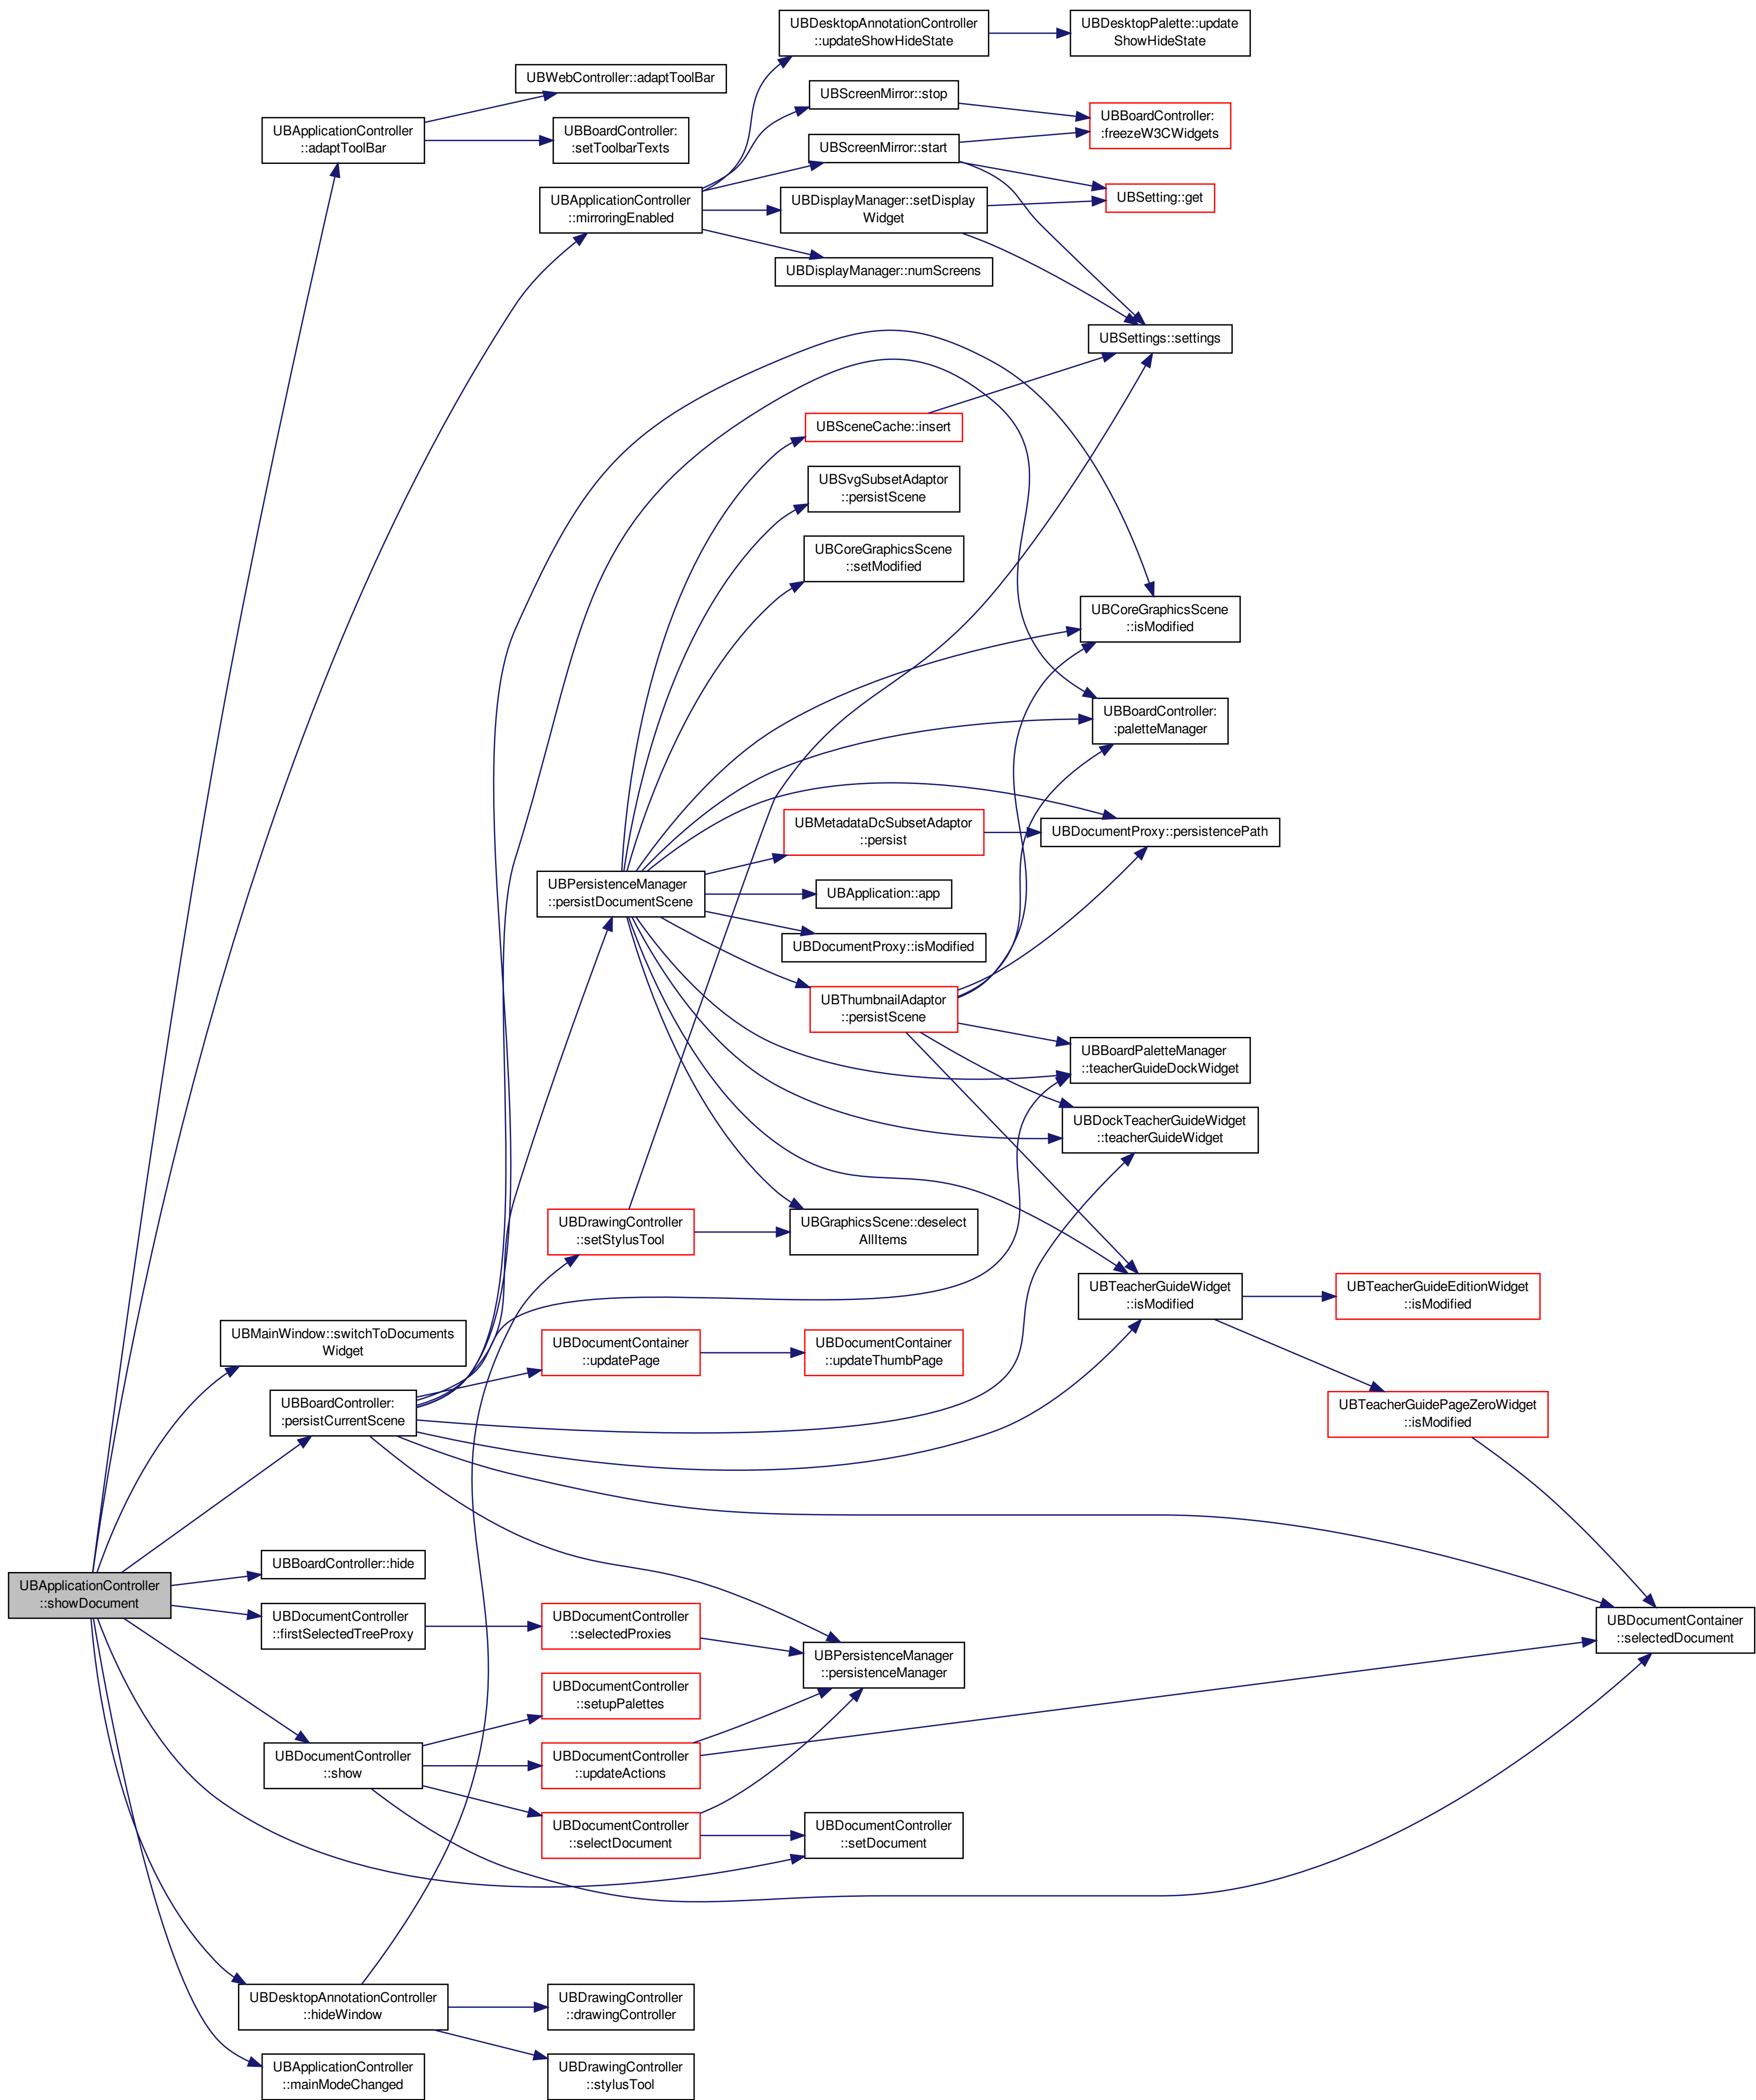 UBDesktopAnnotationController
::updateShowHideState
UBDesktopPalette::update
ShowHideState
UBWebController::adaptToolBar
UBScreenMirror::stop
UBBoardController:
:freezeW3CWidgets
UBApplicationController
::adaptToolBar
UBBoardController:
:setToolbarTexts
UBScreenMirror::start
UBApplicationController
::mirroringEnabled
UBDisplayManager::setDisplay
Widget
UBSetting::get
UBDisplayManager::numScreens
UBSettings::settings
UBSceneCache::insert
UBSvgSubsetAdaptor
::persistScene
UBCoreGraphicsScene
::setModified
UBCoreGraphicsScene
::isModified
UBBoardController:
:paletteManager
UBMetadataDcSubsetAdaptor
::persist
UBDocumentProxy::persistencePath
UBPersistenceManager
::persistDocumentScene
UBApplication::app
UBDocumentProxy::isModified
UBThumbnailAdaptor
::persistScene
UBBoardPaletteManager
::teacherGuideDockWidget
UBDockTeacherGuideWidget
::teacherGuideWidget
UBDrawingController
::setStylusTool
UBGraphicsScene::deselect
AllItems
UBTeacherGuideWidget
::isModified
UBTeacherGuideEditionWidget
::isModified
UBMainWindow::switchToDocuments
Widget
UBDocumentContainer
::updatePage
UBDocumentContainer
::updateThumbPage
UBBoardController:
:persistCurrentScene
UBTeacherGuidePageZeroWidget
::isModified
UBBoardController::hide
UBApplicationController
::showDocument
UBDocumentController
::firstSelectedTreeProxy
UBDocumentController
::selectedProxies
UBDocumentContainer
::selectedDocument
UBPersistenceManager
::persistenceManager
UBDocumentController
::setupPalettes
UBDocumentController
::show
UBDocumentController
::updateActions
UBDocumentController
::selectDocument
UBDocumentController
::setDocument
UBDesktopAnnotationController
::hideWindow
UBDrawingController
::drawingController
UBApplicationController
::mainModeChanged
UBDrawingController
::stylusTool